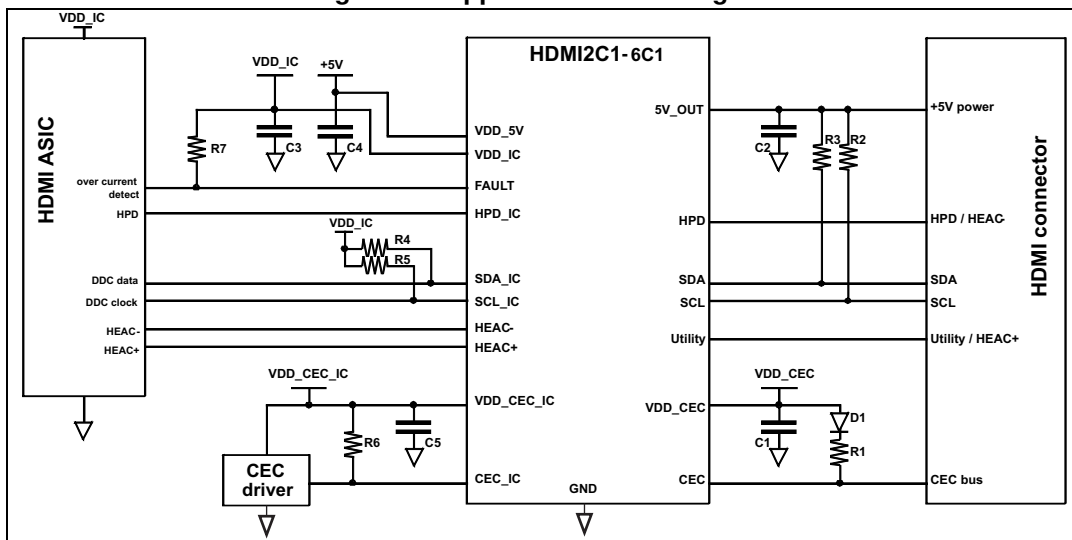 VDD_IC
HDMI ASIC
over current
detect
HPD
DDC data
DDC clock
HEAC-
HEAC+
VDD_IC
+5V
R7
C3
C4
VDD_IC
R4
R5
VDD_CEC_IC
R6
C5
CEC
driver
HDMI2C1-6C1
VDD_5V
VDD_IC
FAULT
HPD_IC
SDA_IC
SCL_IC
HEAC-
HEAC+
VDD_CEC_IC
CEC_IC
GND
5V_OUT
HPD
SDA
SCL
Utility
VDD_CEC
CEC
C2
R3
R2
VDD_CEC
C1
D1
R1
+5V power
HPD / HEAC-
SDA
SCL
Utility / HEAC+
CEC bus
HDMI connector